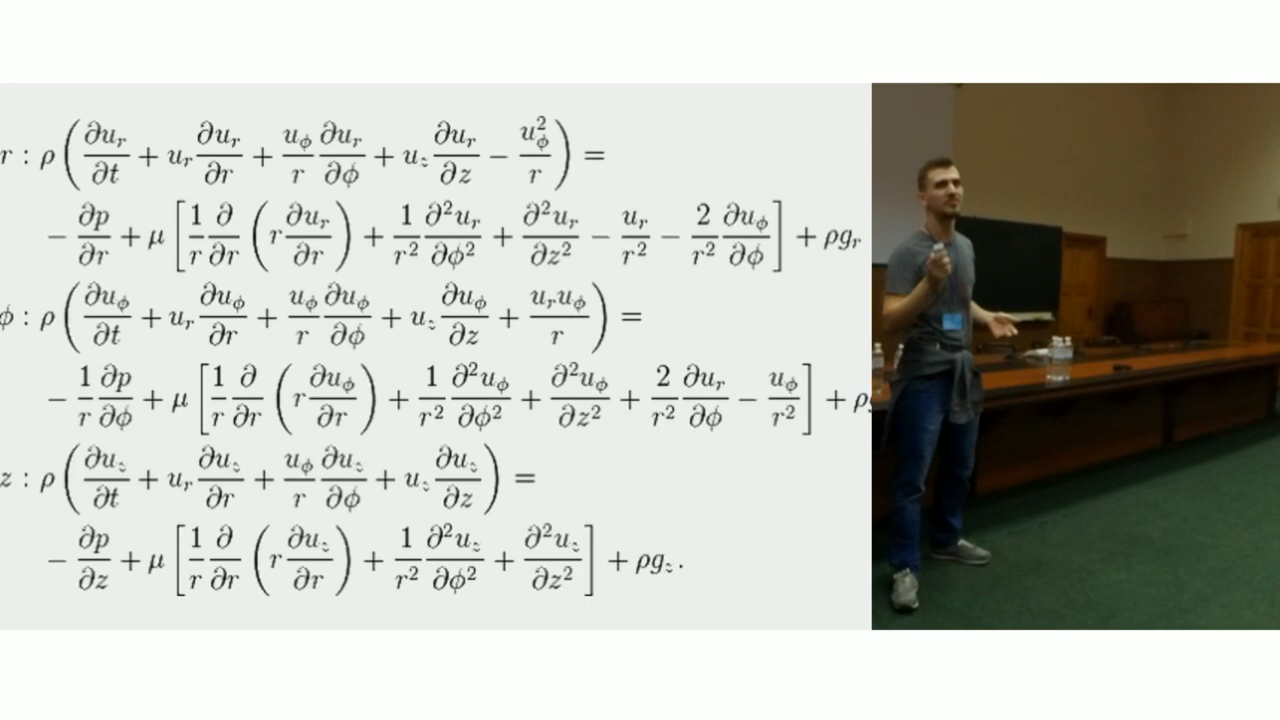 r : ρ ( ∂u_r/∂t + u_r ∂u_r/∂r + u_ϕ/r ∂u_r/∂ϕ + u_z ∂u_r/∂z − u_ϕ²/r ) =
− ∂p/∂r + μ [ 1/r ∂/∂r ( r ∂u_r/∂r ) + 1/r² ∂²u_r/∂ϕ² + ∂²u_r/∂z² − u_r/r² − 2/r² ∂u_ϕ/∂ϕ ] + ρg_r
ϕ : ρ ( ∂u_ϕ/∂t + u_r ∂u_ϕ/∂r + u_ϕ/r ∂u_ϕ/∂ϕ + u_z ∂u_ϕ/∂z + u_r u_ϕ/r ) =
− 1/r ∂p/∂ϕ + μ [ 1/r ∂/∂r ( r ∂u_ϕ/∂r ) + 1/r² ∂²u_ϕ/∂ϕ² + ∂²u_ϕ/∂z² + 2/r² ∂u_r/∂ϕ − u_ϕ/r² ] + ρ
z : ρ ( ∂u_z/∂t + u_r ∂u_z/∂r + u_ϕ/r ∂u_z/∂ϕ + u_z ∂u_z/∂z ) =
− ∂p/∂z + μ [ 1/r ∂/∂r ( r ∂u_z/∂r ) + 1/r² ∂²u_z/∂ϕ² + ∂²u_z/∂z² ] + ρg_z.